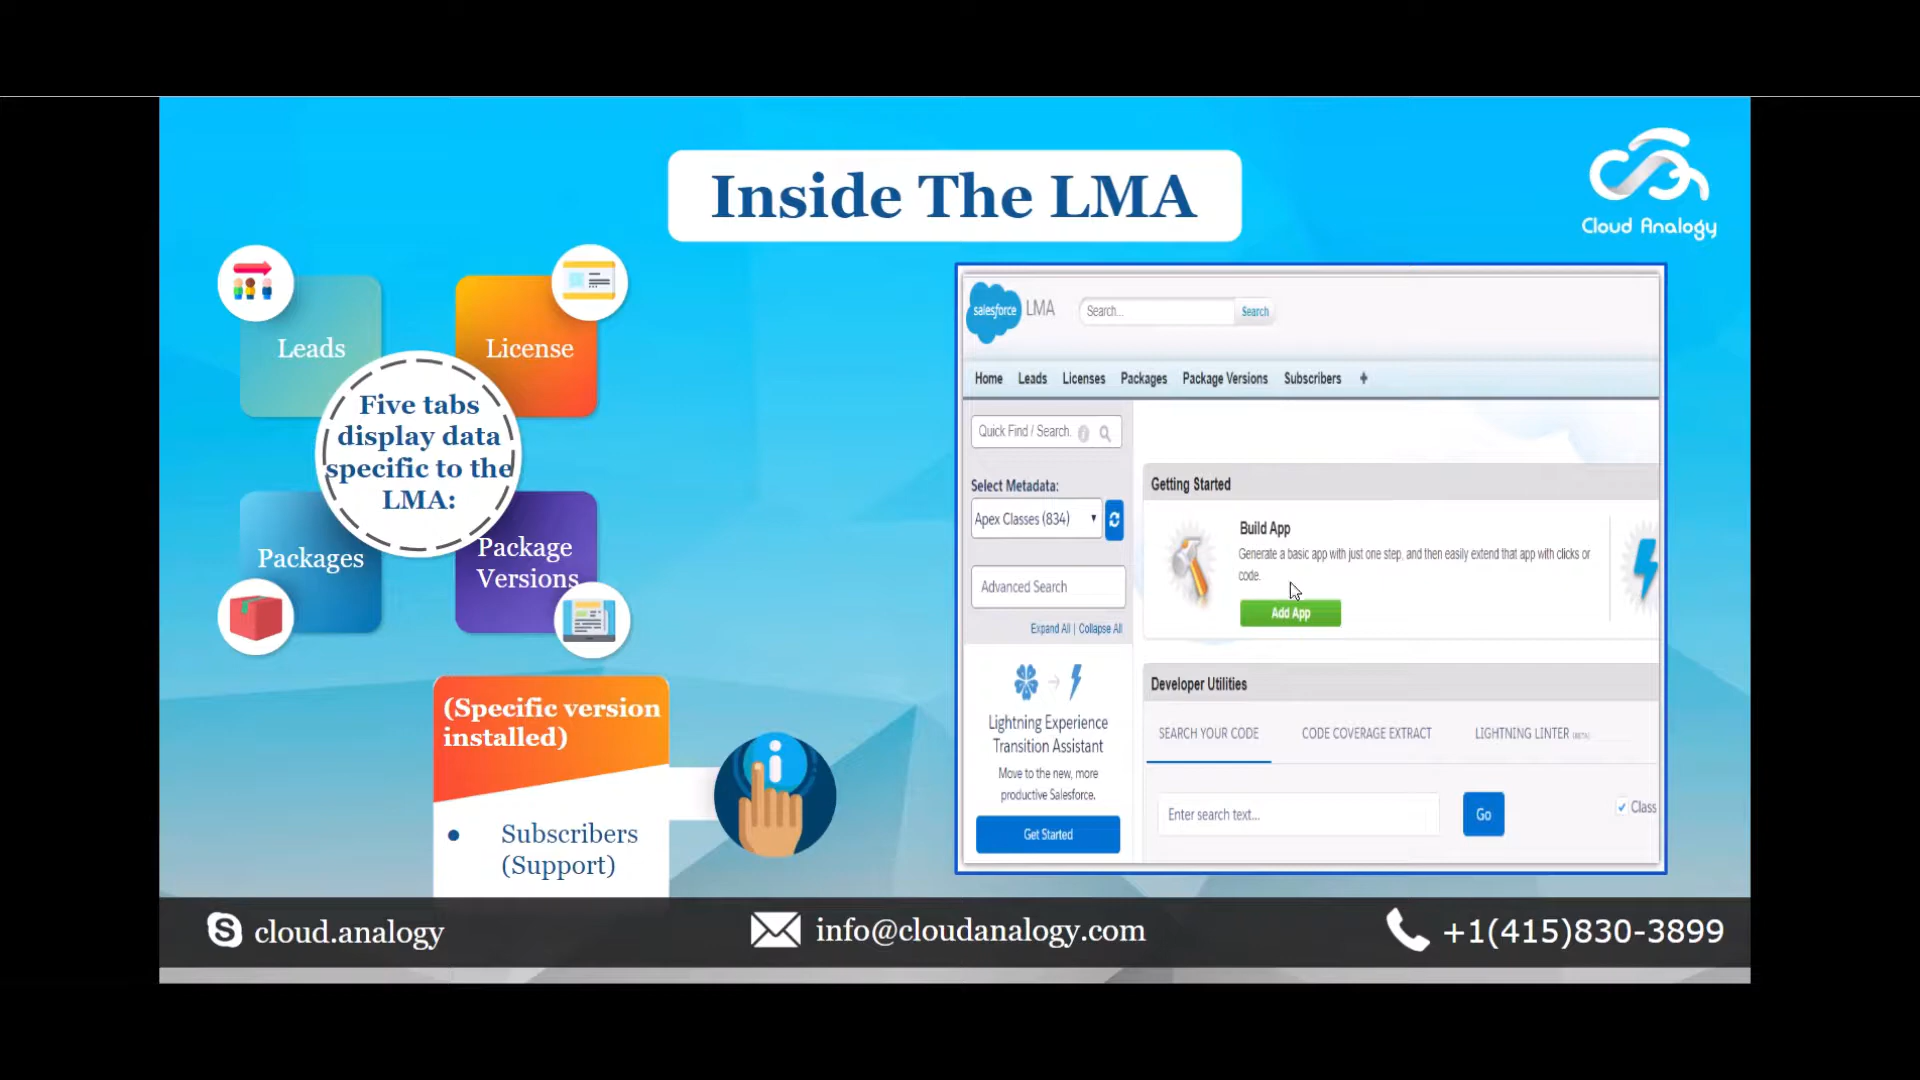 Inside The LMA
Cloud Analogy
Leads
License
Five tabs
display data
specific to the
LMA:
Packages
Package
Versions
(Specific version
installed)
• Subscribers
(Support)
salesforce LMA Search... Search
Home Leads Licenses Packages Package Versions Subscribers +
Quick Find / Search.
Select Metadata:
Apex Classes (834)
Advanced Search
Expand All | Collapse All
Lightning Experience
Transition Assistant
Move to the new, more
productive Salesforce.
Get Started
Getting Started
Build App
Generate a basic app with just one step, and then easily extend that app with clicks or
code.
Add App
Developer Utilities
SEARCH YOUR CODE CODE COVERAGE EXTRACT LIGHTNING LINTER (BETA)
Enter search text... Go Class
cloud.analogy
info@cloudanalogy.com
+1(415)830-3899